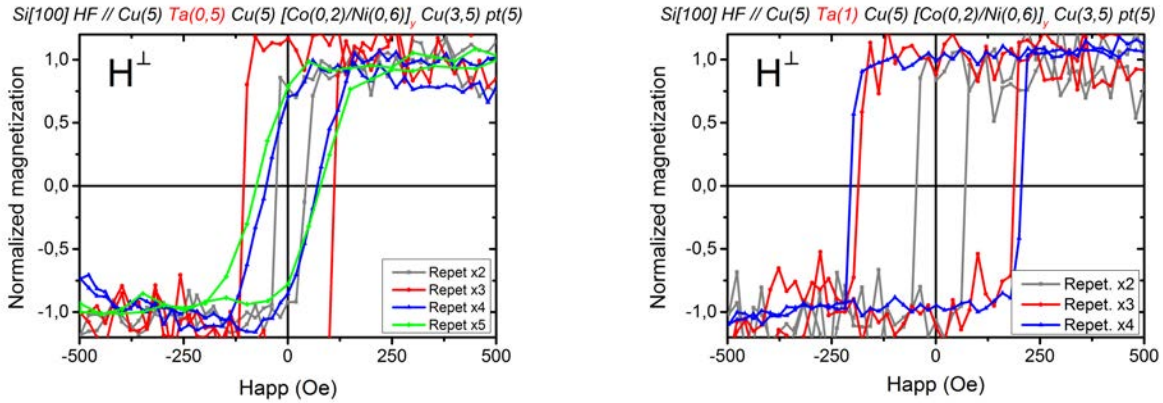 Si[100] HF // Cu(5) Ta(0,5) Cu(5) [Co(0,2)/Ni(0,6)]y Cu(3,5) pt(5)
H⊥
Normalized magnetization
1,0
0,5
0,0
-0,5
-1,0
Repet x2
Repet x3
Repet x4
Repet x5
-500 -250 0 250 500
Happ (Oe)
Si[100] HF // Cu(5) Ta(1) Cu(5) [Co(0,2)/Ni(0,6)]y Cu(3,5) pt(5)
H⊥
Normalized magnetization
1,0
0,5
0,0
-0,5
-1,0
Repet. x2
Repet. x3
Repet. x4
-500 -250 0 250 500
Happ (Oe)